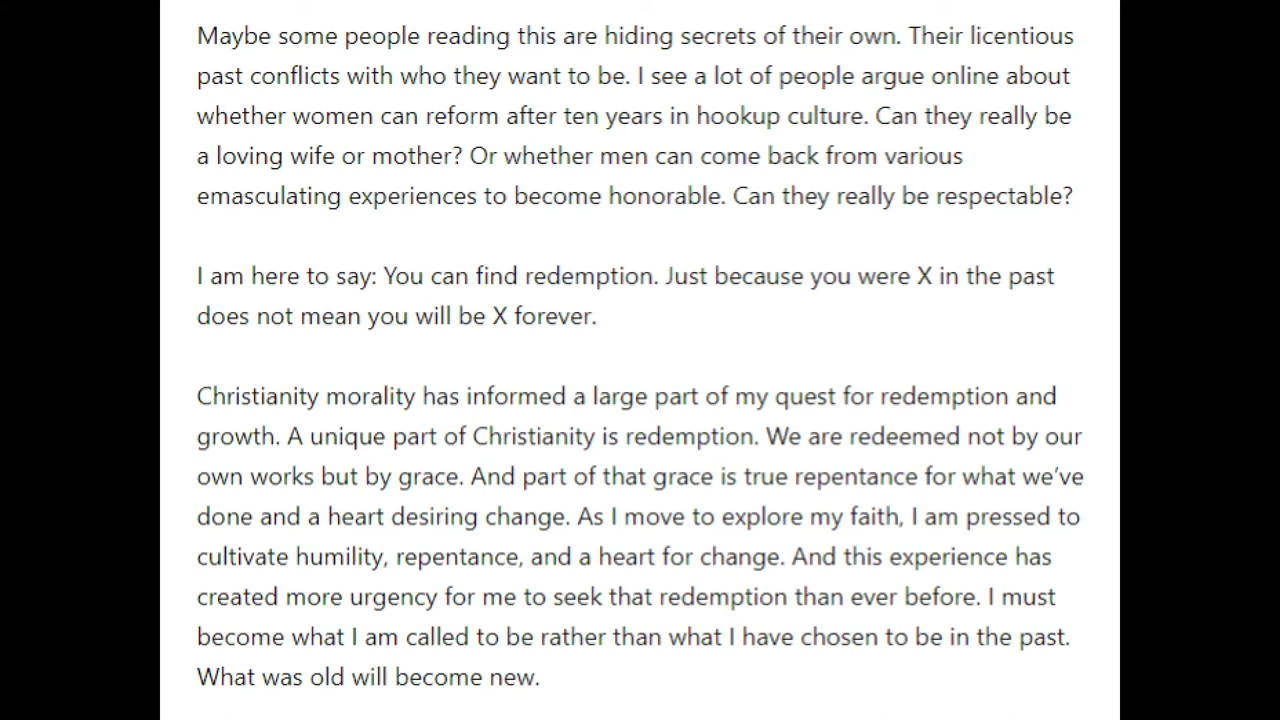 Maybe some people reading this are hiding secrets of their own. Their licentious
past conflicts with who they want to be. I see a lot of people argue online about
whether women can reform after ten years in hookup culture. Can they really be
a loving wife or mother? Or whether men can come back from various
emasculating experiences to become honorable. Can they really be respectable?
I am here to say: You can find redemption. Just because you were X in the past
does not mean you will be X forever.
Christianity morality has informed a large part of my quest for redemption and
growth. A unique part of Christianity is redemption. We are redeemed not by our
own works but by grace. And part of that grace is true repentance for what we’ve
done and a heart desiring change. As I move to explore my faith, I am pressed to
cultivate humility, repentance, and a heart for change. And this experience has
created more urgency for me to seek that redemption than ever before. I must
become what I am called to be rather than what I have chosen to be in the past.
What was old will become new.